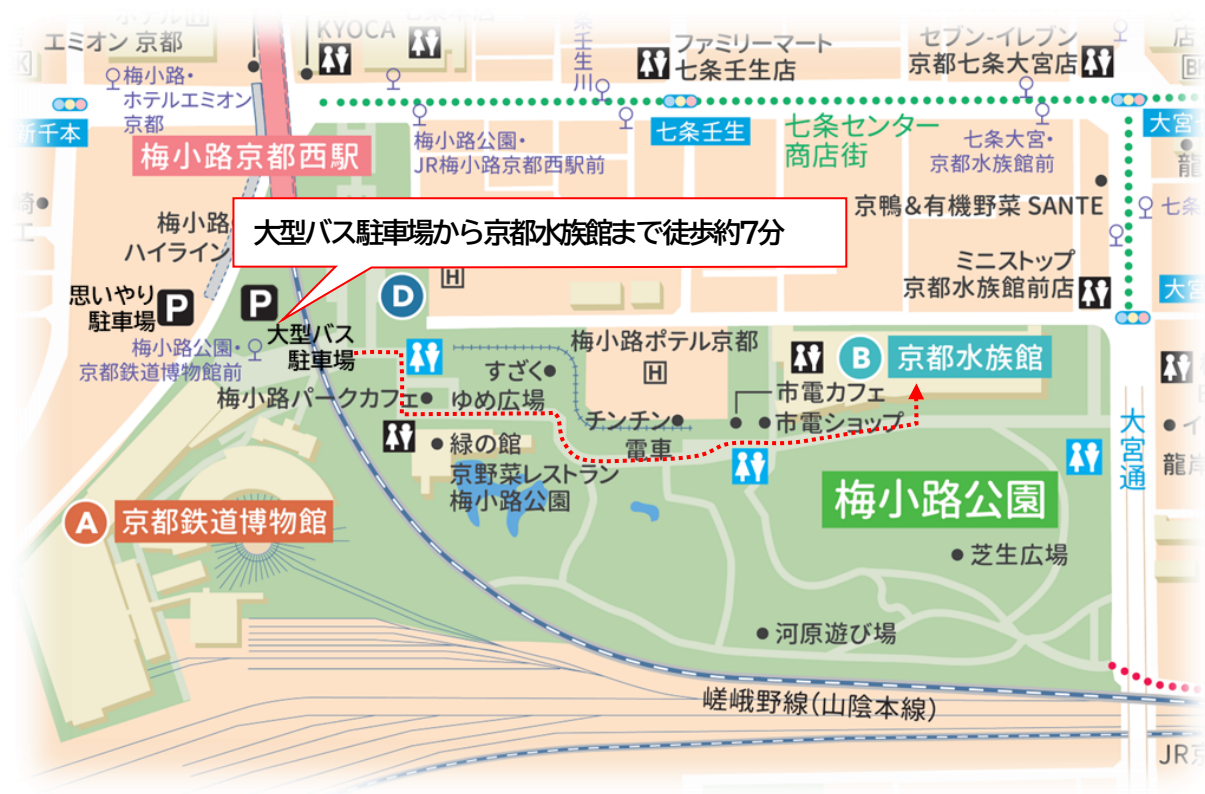 エミオン 京都
KYOCA
梅小路・
ホテルエミオン
京都
ファミリーマート
七条壬生店
セブン-イレブン
京都七条大宮店
条壬生川
新千本
梅小路公園・
JR梅小路京都西駅前
七条壬生
七条センター
商店街
七条大宮・
京都水族館前
大宮
梅小路京都西駅
京鴨&有機野菜 SANTE
七条
梅小路
ハイライン
大型バス駐車場から京都水族館まで徒歩約7分
H
ミニストップ
京都水族館前店
思いやり
駐車場
P
P
D
大型バス
駐車場
梅小路公園・
京都鉄道博物館前
梅小路ポテル京都
H
B
京都水族館
すざく
ゆめ広場
梅小路パークカフェ
市電カフェ
市電ショップ
チンチン
電車
緑の館
京野菜レストラン
梅小路公園
大宮通
梅小路公園
A
京都鉄道博物館
芝生広場
河原遊び場
嵯峨野線(山陰本線)